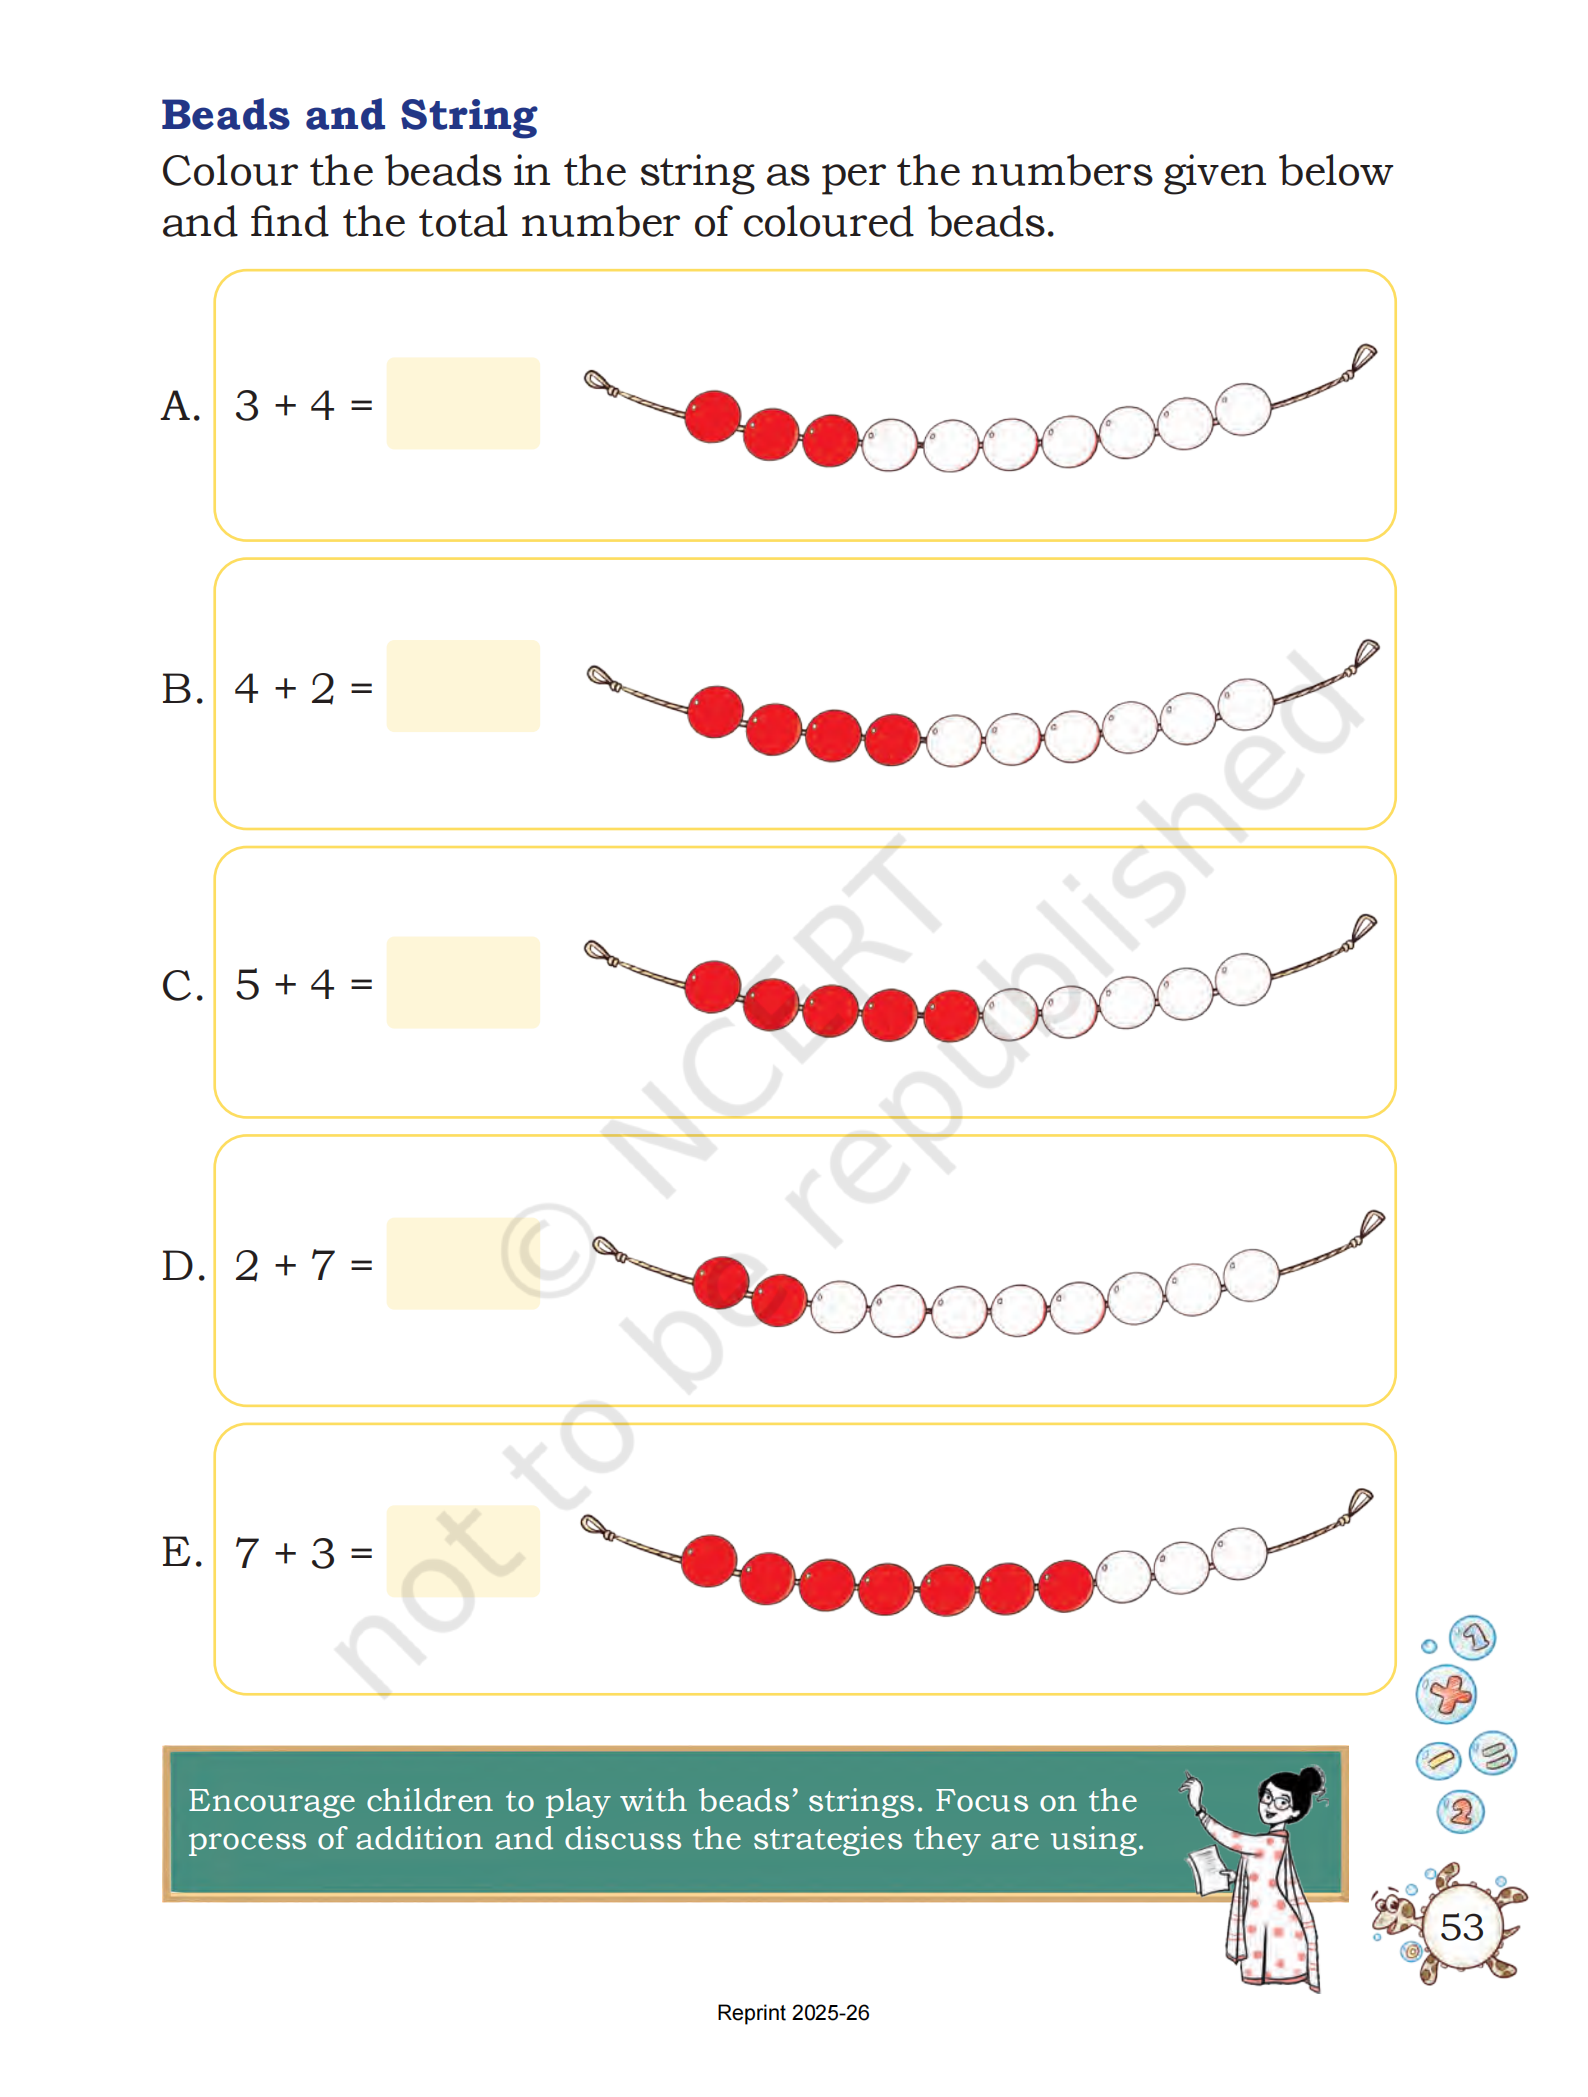 Beads and String
Colour the beads in the string as per the numbers given below
and find the total number of coloured beads.
A. 3 + 4 =
B. 4 + 2 =
C. 5 + 4 =
D. 2 + 7 =
E. 7 + 3 =
© NCERT
not to be republished
1
+
–
=
2
Encourage children to play with beads’ strings. Focus on the
process of addition and discuss the strategies they are using.
53
Reprint 2025-26